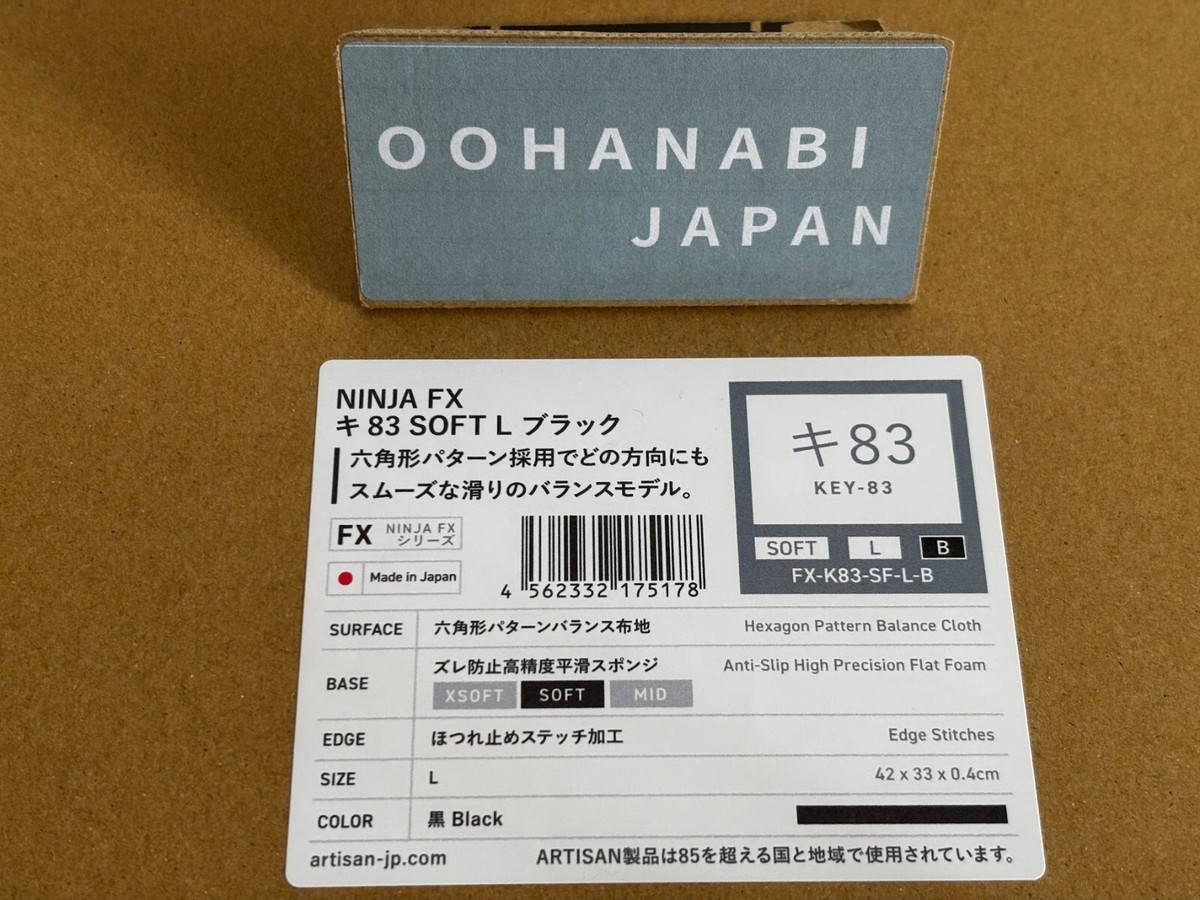 OOHANABI
JAPAN
NINJA FX
キ 83 SOFT L ブラック
六角形パターン採用でどの方向にも
スムーズな滑りのバランスモデル。
FX NINJA FX
シリーズ
Made in Japan
4 562332 175178
キ83
KEY-83
SOFT L B
FX-K83-SF-L-B
SURFACE 六角形パターンバランス布地 Hexagon Pattern Balance Cloth
BASE ズレ防止高精度平滑スポンジ Anti-Slip High Precision Flat Foam
XSOFT SOFT MID
EDGE ほつれ止めステッチ加工 Edge Stitches
SIZE L 42 x 33 x 0.4cm
COLOR 黒 Black
artisan-jp.com ARTISAN製品は85を超える国と地域で使用されています。